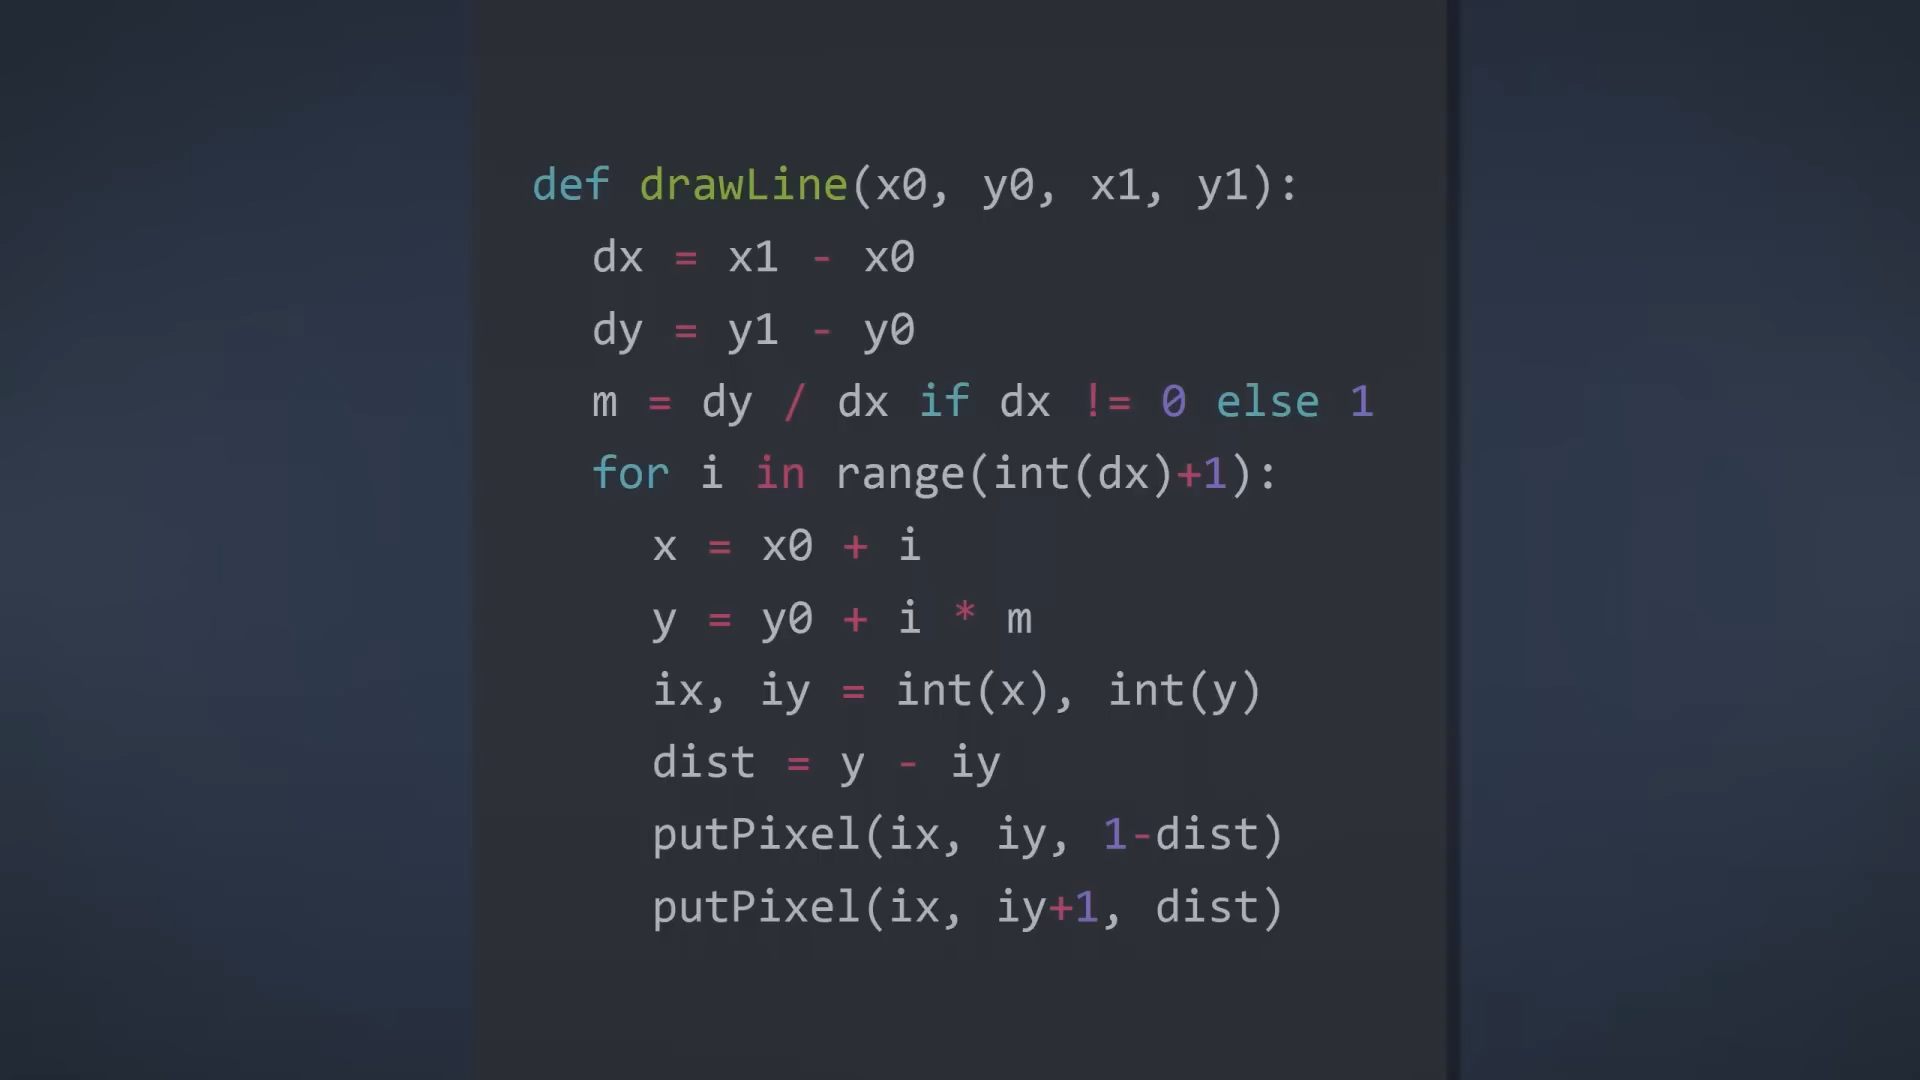 def drawLine(x0, y0, x1, y1):
dx = x1 - x0
dy = y1 - y0
m = dy / dx if dx != 0 else 1
for i in range(int(dx)+1):
x = x0 + i
y = y0 + i * m
ix, iy = int(x), int(y)
dist = y - iy
putPixel(ix, iy, 1-dist)
putPixel(ix, iy+1, dist)